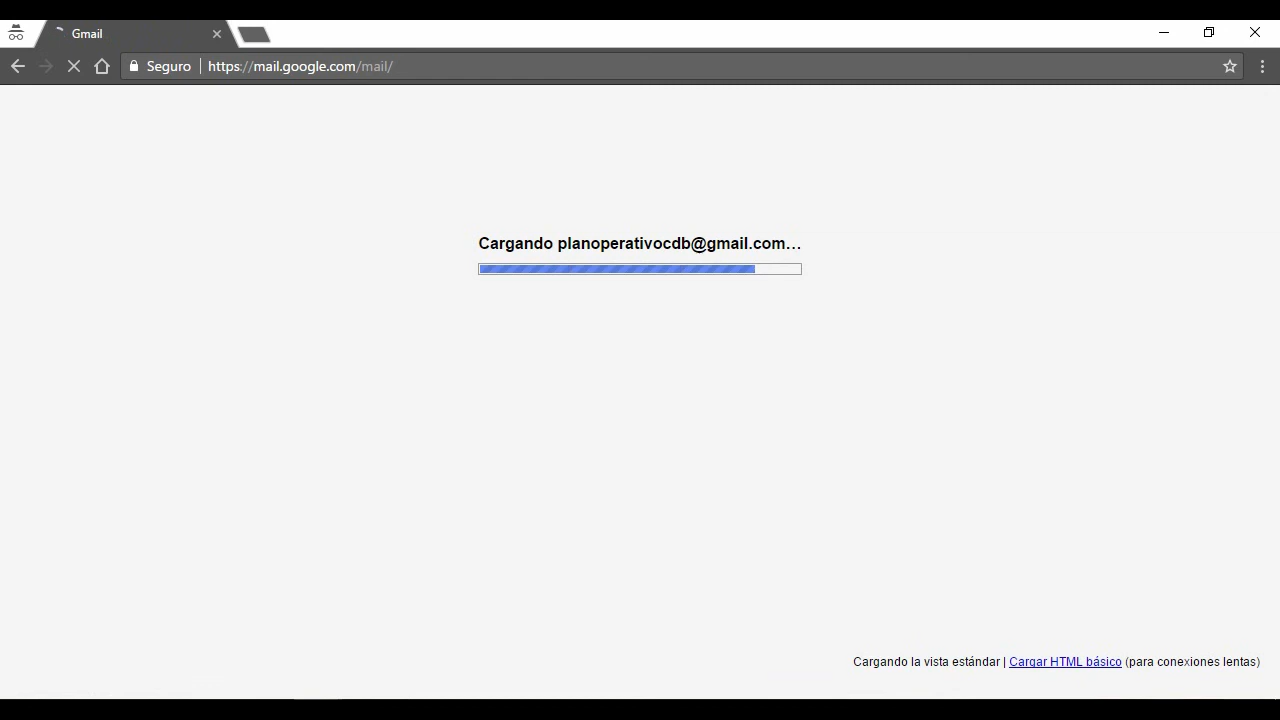 Gmail
Seguro
https://mail.google.com/mail/
Cargando planoperativocdb@gmail.com...
Cargando la vista estándar | Cargar HTML básico (para conexiones lentas)